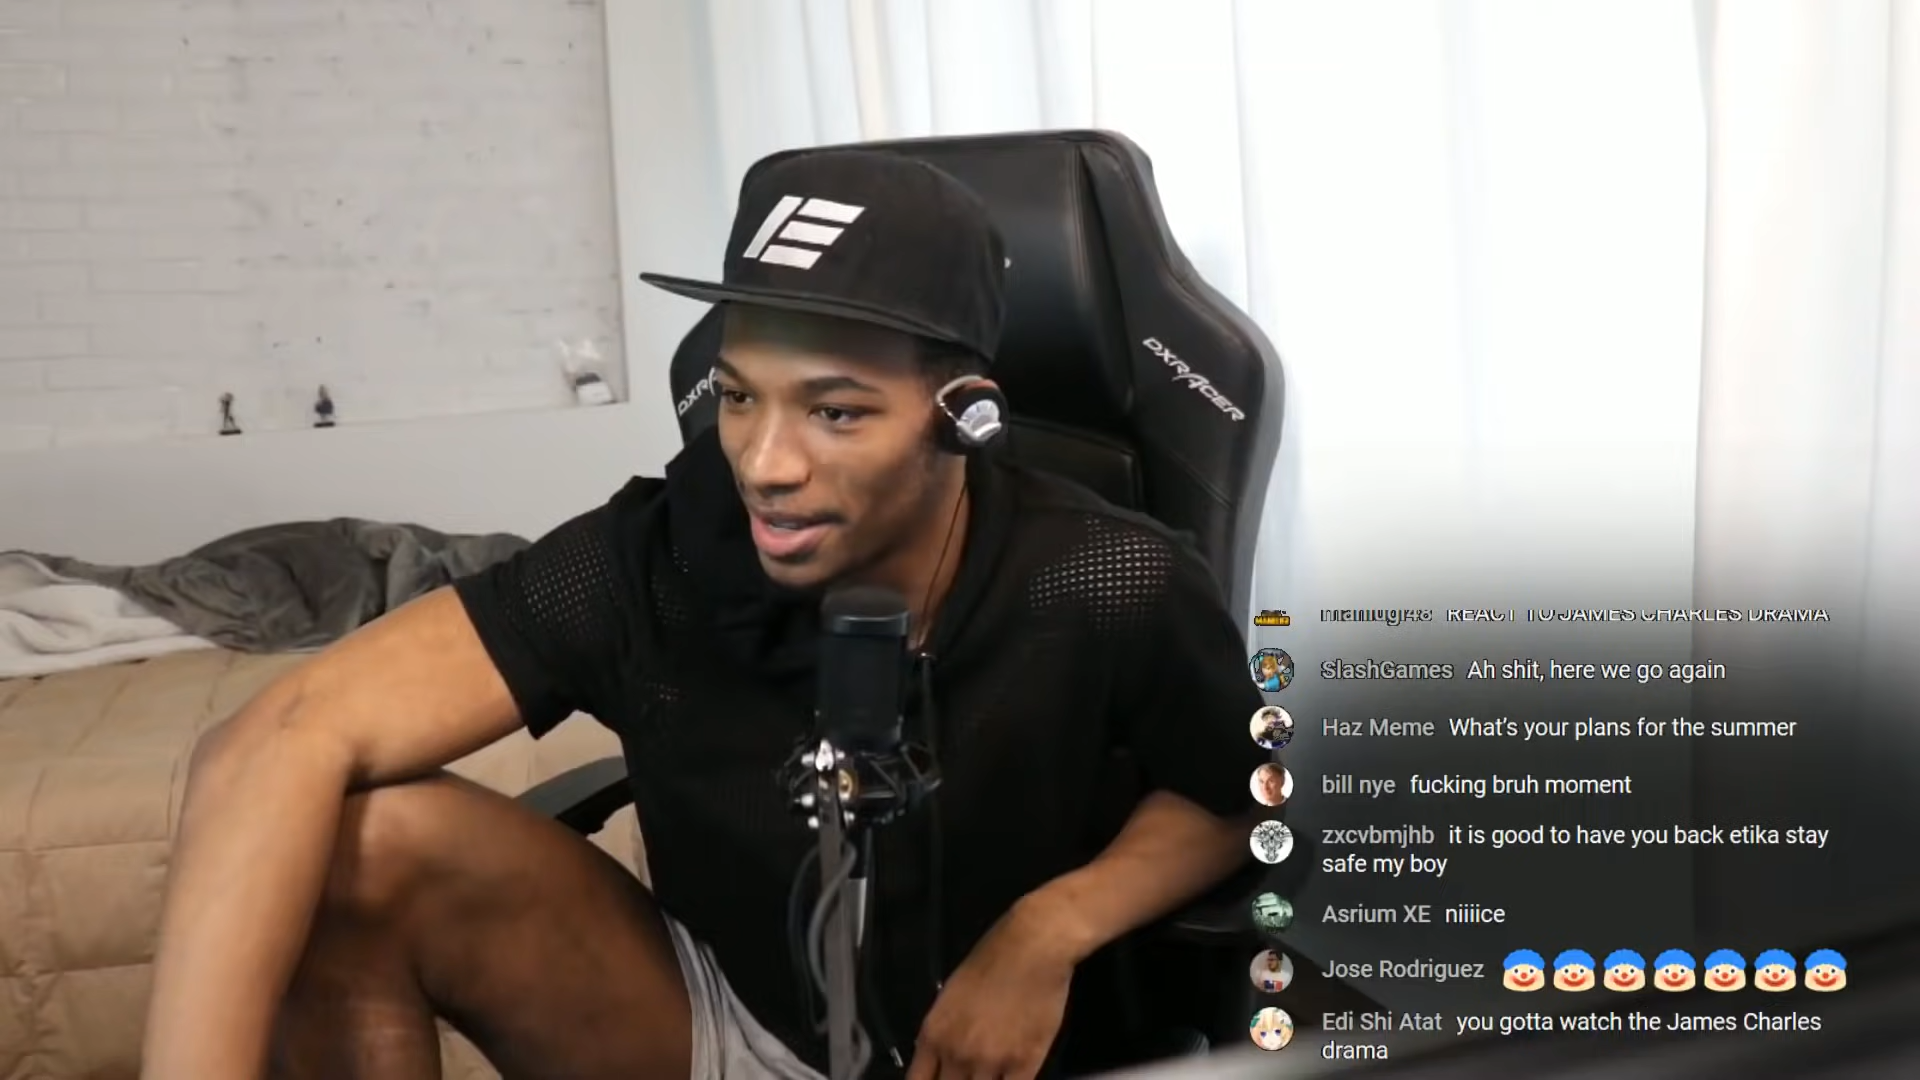 E
DXRACER
DXRA
mamlug148 REACT TO JAMES CHARLES DRAMA
SlashGames Ah shit, here we go again
Haz Meme What’s your plans for the summer
bill nye fucking bruh moment
zxcvbmjhb it is good to have you back etika stay
safe my boy
Asrium XE niiiice
Jose Rodriguez 🤡🤡🤡🤡🤡🤡🤡
Edi Shi Atat you gotta watch the James Charles
drama